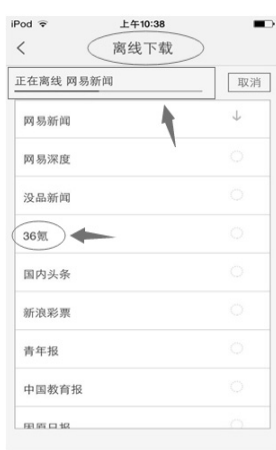 iPod 上午10:38
离线下载
正在离线 网易新闻 取消
网易新闻
网易深度
没品新闻
36氪
国内头条
新浪彩票
青年报
中国教育报